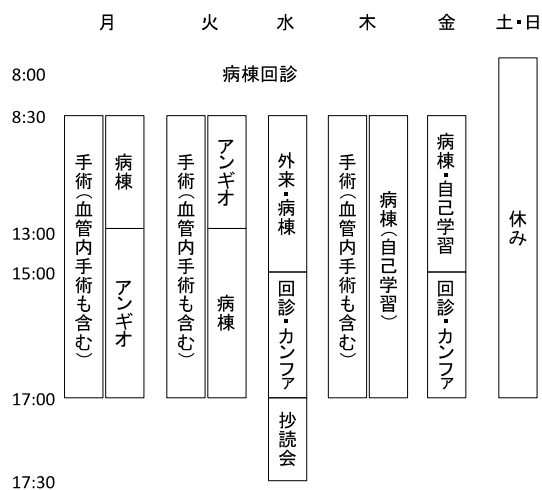 月 火 水 木 金 土・日
8:00 病棟回診
8:30
13:00
15:00
17:00
17:30
手術(血管内手術も含む)
病棟
アンギオ
手術(血管内手術も含む)
アンギオ
病棟
外来・病棟
回診・カンファ
抄読会
手術(血管内手術も含む)
病棟(自己学習)
病棟・自己学習
回診・カンファ
休み